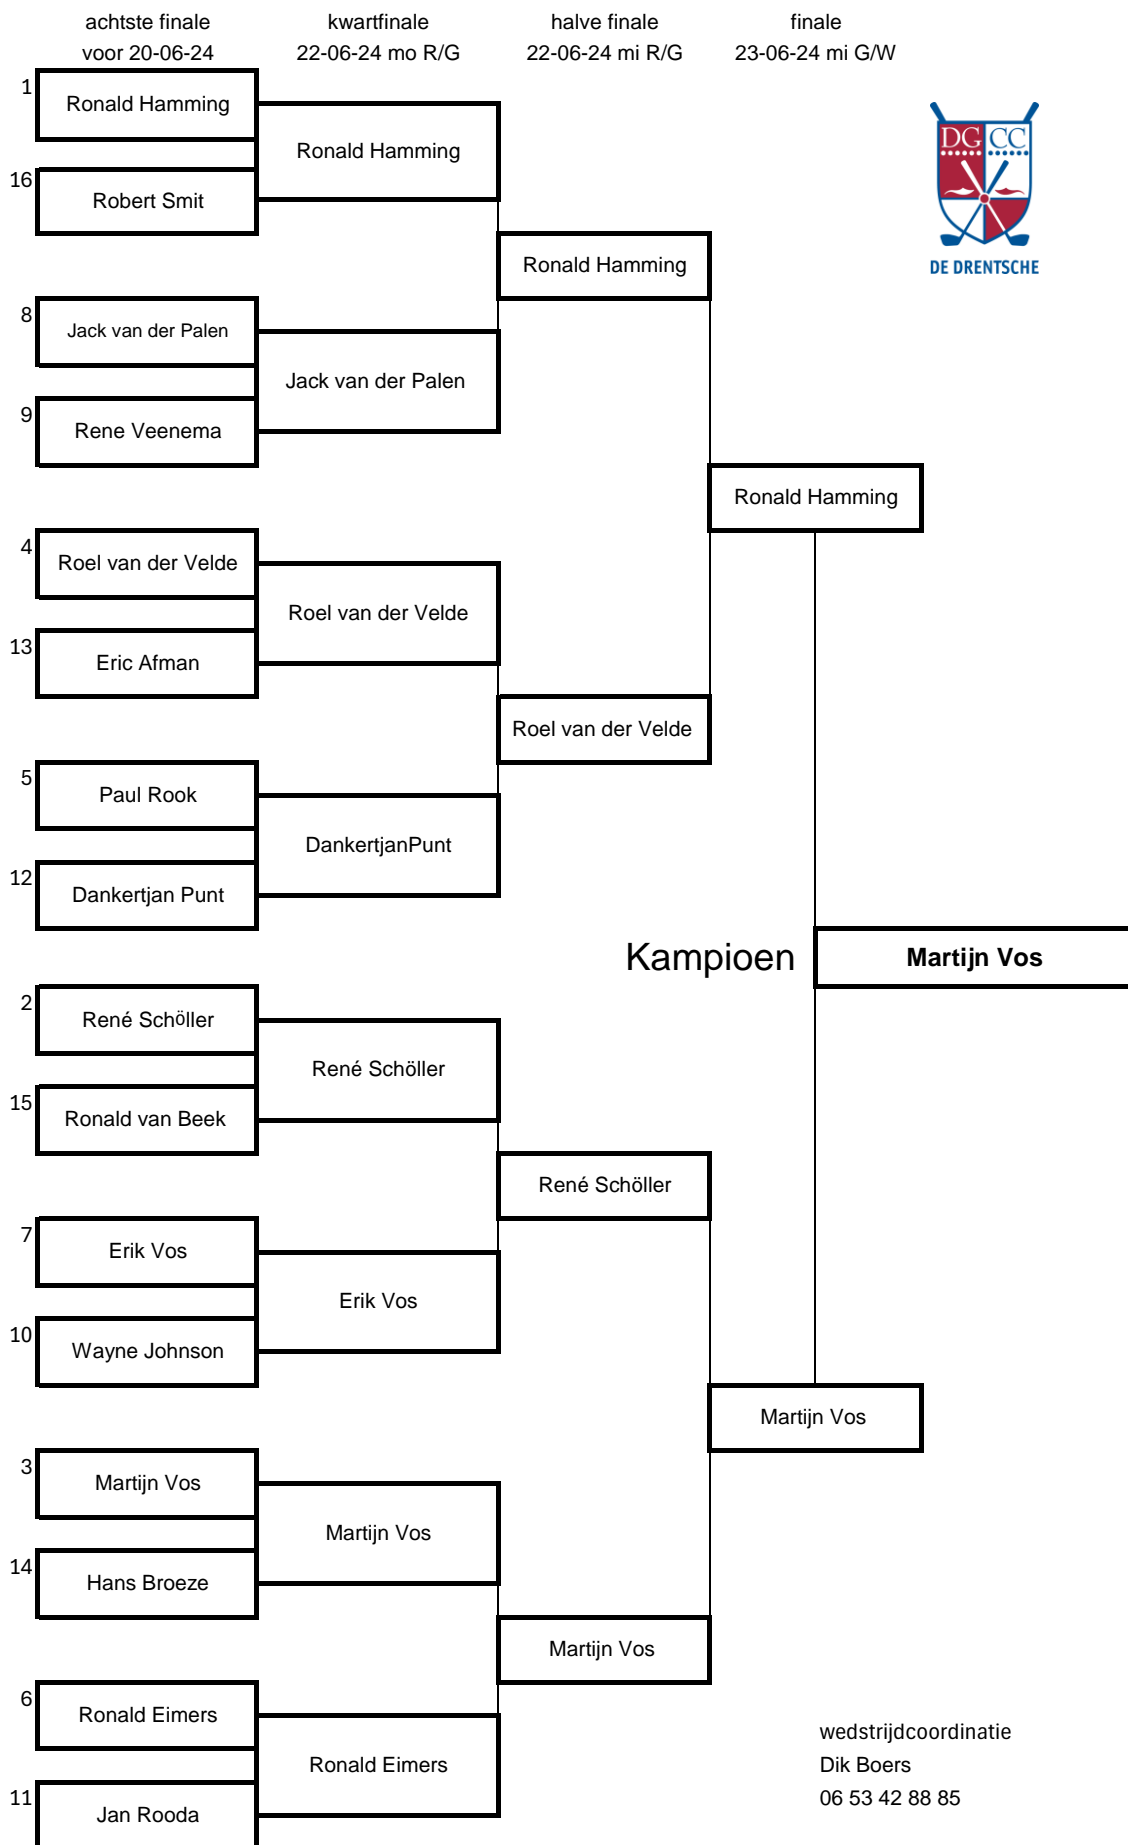 achtste finale
kwartfinale
halve finale
finale
voor 20-06-24
22-06-24 mo R/G
22-06-24 mi R/G
23-06-24 mi G/W
1
Ronald Hamming
Ronald Hamming
16
Robert Smit
DG CC
DE DRENTSCHE
Ronald Hamming
8
Jack van der Palen
Jack van der Palen
9
Rene Veenema
Ronald Hamming
4
Roel van der Velde
Roel van der Velde
13
Eric Afman
Roel van der Velde
5
Paul Rook
DankertjanPunt
12
Dankertjan Punt
Kampioen
Martijn Vos
2
René Schöller
René Schöller
15
Ronald van Beek
René Schöller
7
Erik Vos
Erik Vos
10
Wayne Johnson
Martijn Vos
3
Martijn Vos
Martijn Vos
14
Hans Broeze
Martijn Vos
6
Ronald Eimers
Ronald Eimers
11
Jan Rooda
wedstrijdcoordinatie
Dik Boers
06 53 42 88 85